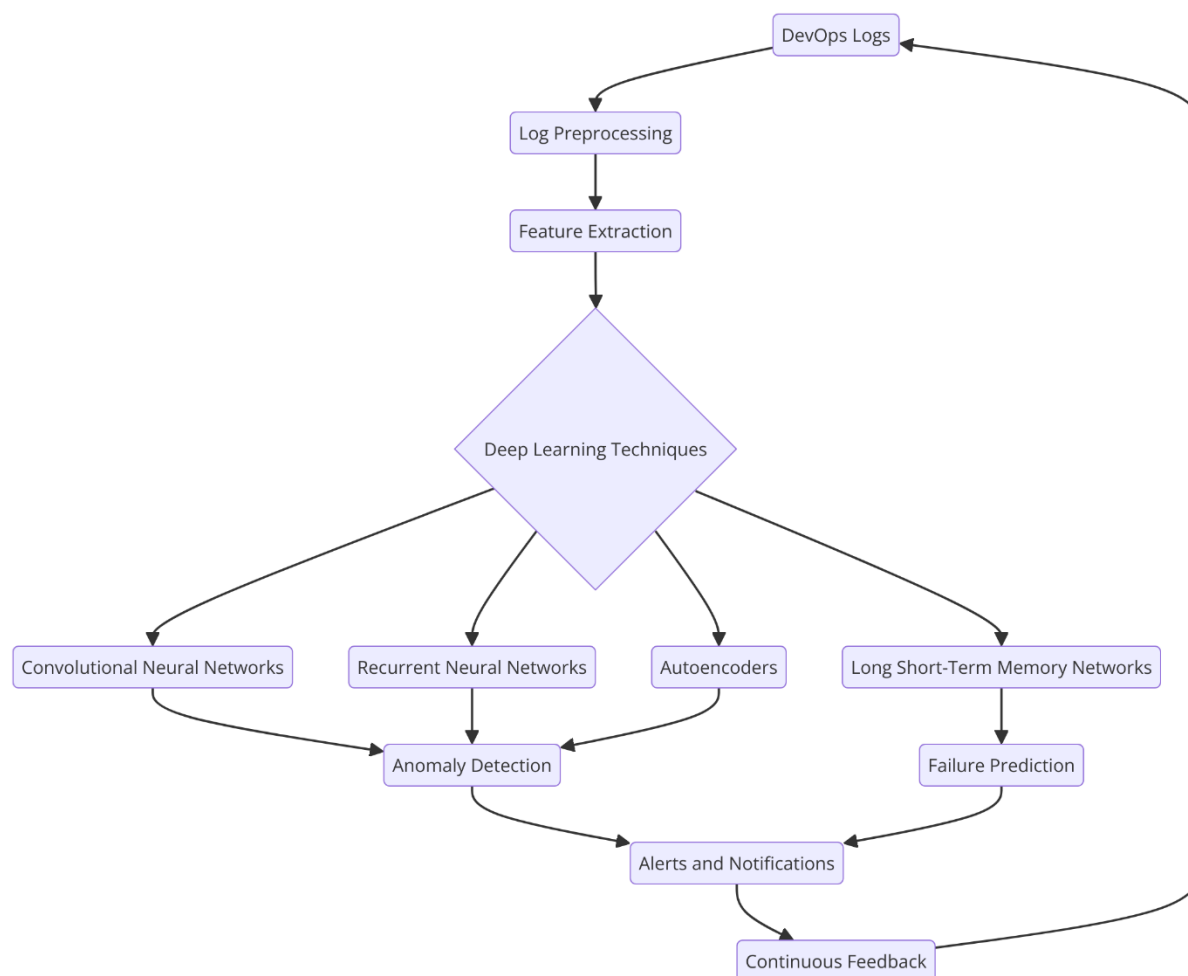 DevOps Logs
Log Preprocessing
Feature Extraction
Deep Learning Techniques
Convolutional Neural Networks
Recurrent Neural Networks
Autoencoders
Long Short-Term Memory Networks
Anomaly Detection
Failure Prediction
Alerts and Notifications
Continuous Feedback